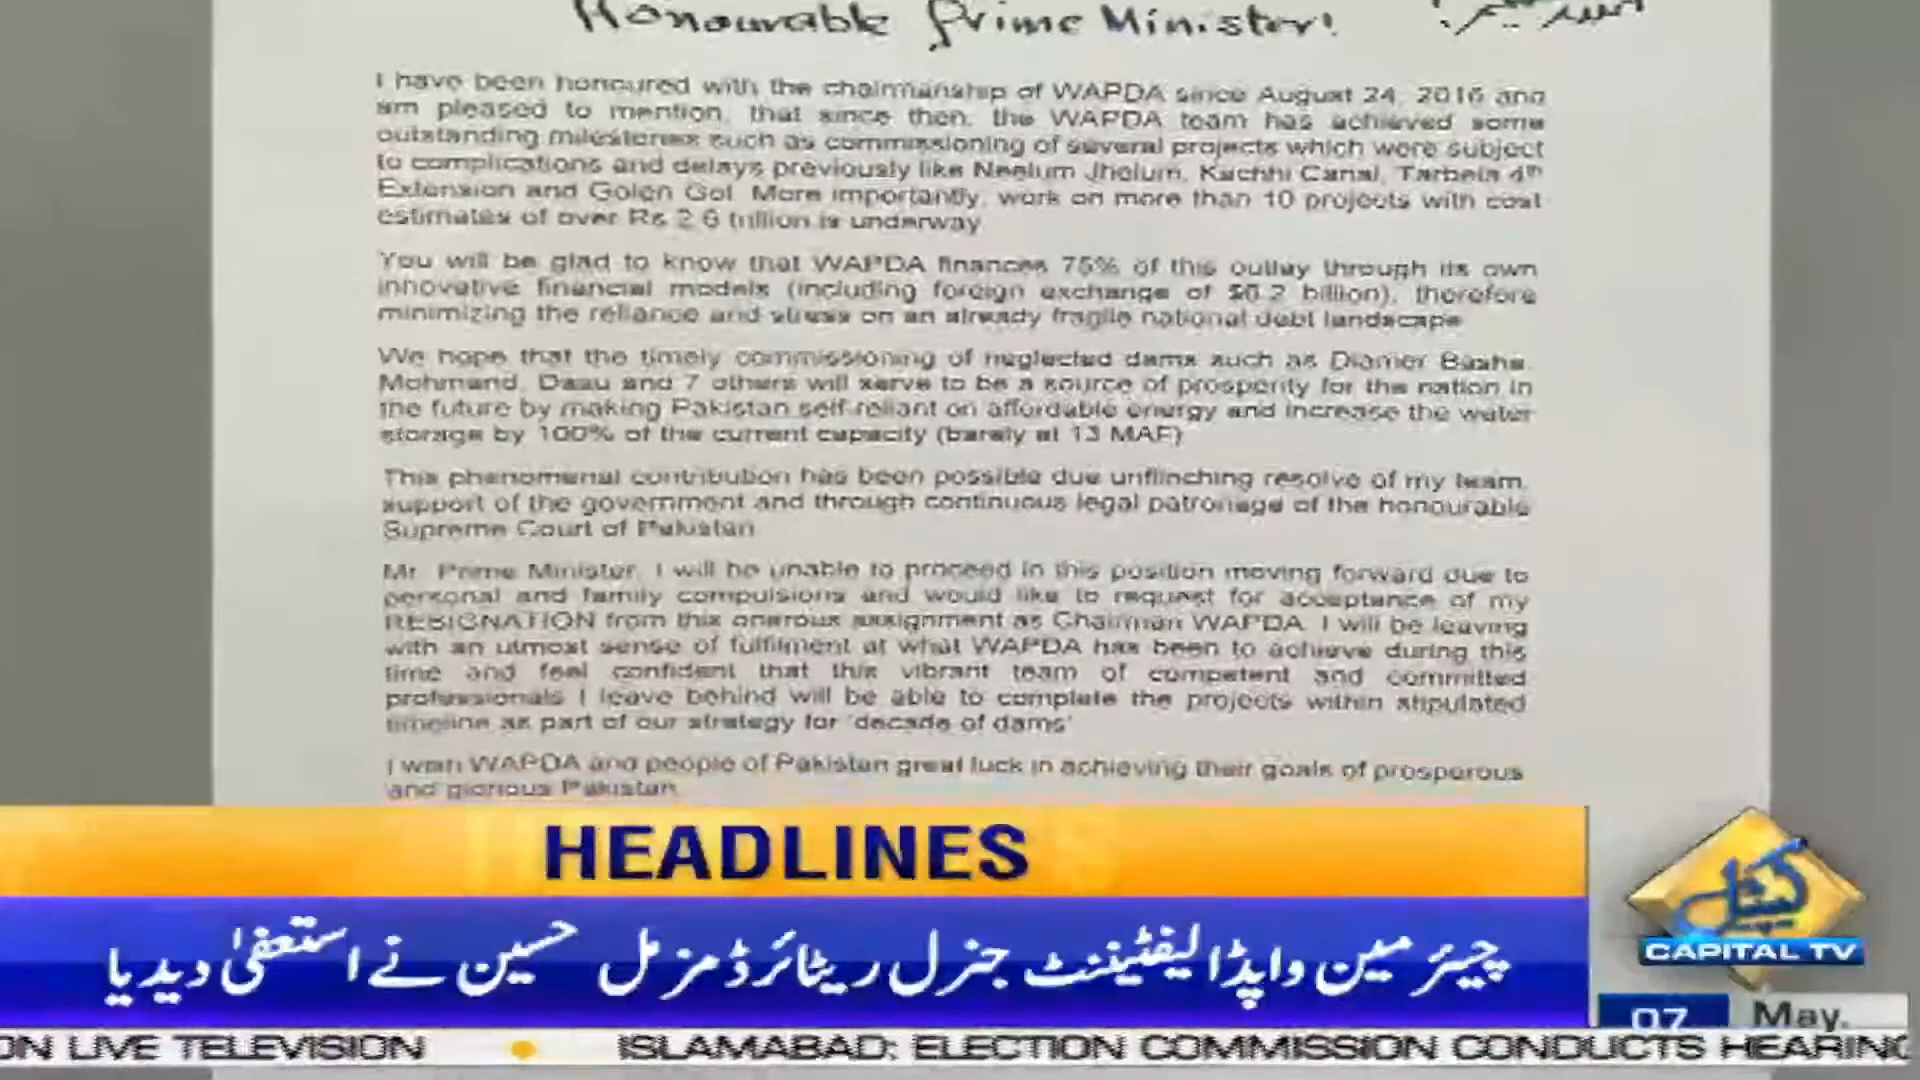 Honourable Prime Minister!
I have been honoured with the chairmanship of WAPDA since August 24, 2016 and
am pleased to mention, that since then, the WAPDA team has achieved some
outstanding milestones such as commissioning of several projects which were subject
to complications and delays previously like Neelum Jhelum, Kachhi Canal, Tarbela 4th
Extension and Golen Gol. More importantly, work on more than 10 projects with cost
estimates of over Rs 2.6 trillion is underway
You will be glad to know that WAPDA finances 75% of this outlay through its own
innovative financial models (including foreign exchange of $6.2 billion), therefore
minimizing the reliance and stress on an already fragile national debt landscape
We hope that the timely commissioning of neglected dams such as Diamer Basha,
Mohmand, Dasu and 7 others will serve to be a source of prosperity for the nation in
the future by making Pakistan self-reliant on affordable energy and increase the water
storage by 100% of the current capacity (barely at 13 MAF)
This phenomenal contribution has been possible due unflinching resolve of my team,
support of the government and through continuous legal patronage of the honourable
Supreme Court of Pakistan
Mr. Prime Minister, I will be unable to proceed in this position moving forward due to
personal and family compulsions and would like to request for acceptance of my
RESIGNATION from this onerous assignment as Chairman WAPDA. I will be leaving
with an utmost sense of fulfilment at what WAPDA has been to achieve during this
time and feel confident that this vibrant team of competent and committed
professionals I leave behind will be able to complete the projects within stipulated
timeline as part of our strategy for 'decade of dams'
I wish WAPDA and people of Pakistan great luck in achieving their goals of prosperous
and glorious Pakistan
HEADLINES
چیئرمین واپڈا لیفٹیننٹ جنرل ریٹائرڈ مزمل حسین نے استعفیٰ دیدیا
کیپیٹل
CAPITAL TV
07 May.
ON LIVE TELEVISION ISLAMABAD: ELECTION COMMISSION CONDUCTS HEARING